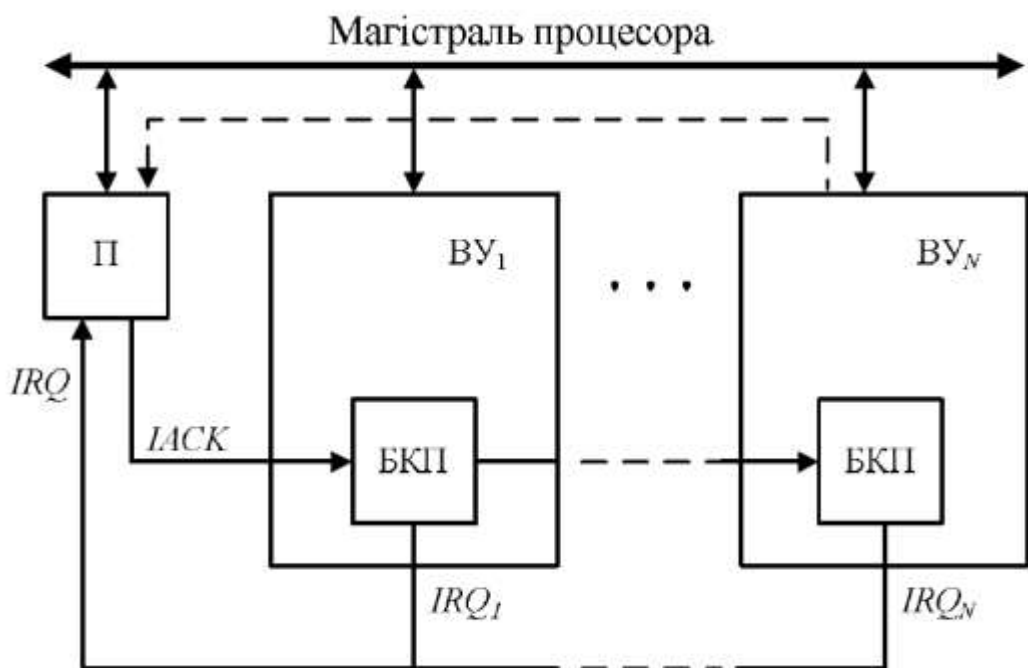 Магістраль процесора
П
ВУ1
. . .
ВУN
IRQ
IACK
БКП
БКП
IRQ1
IRQN